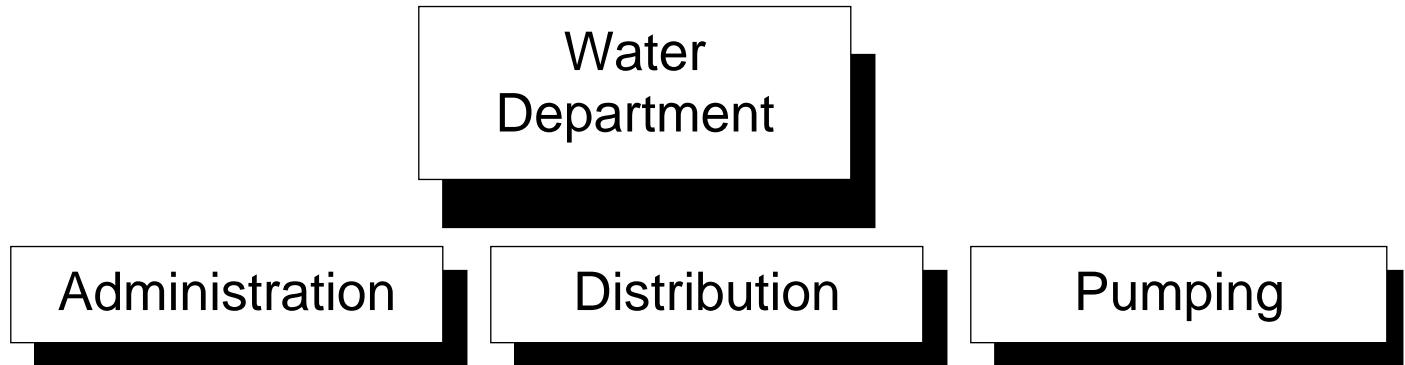 Water
Department
Administration
Distribution
Pumping